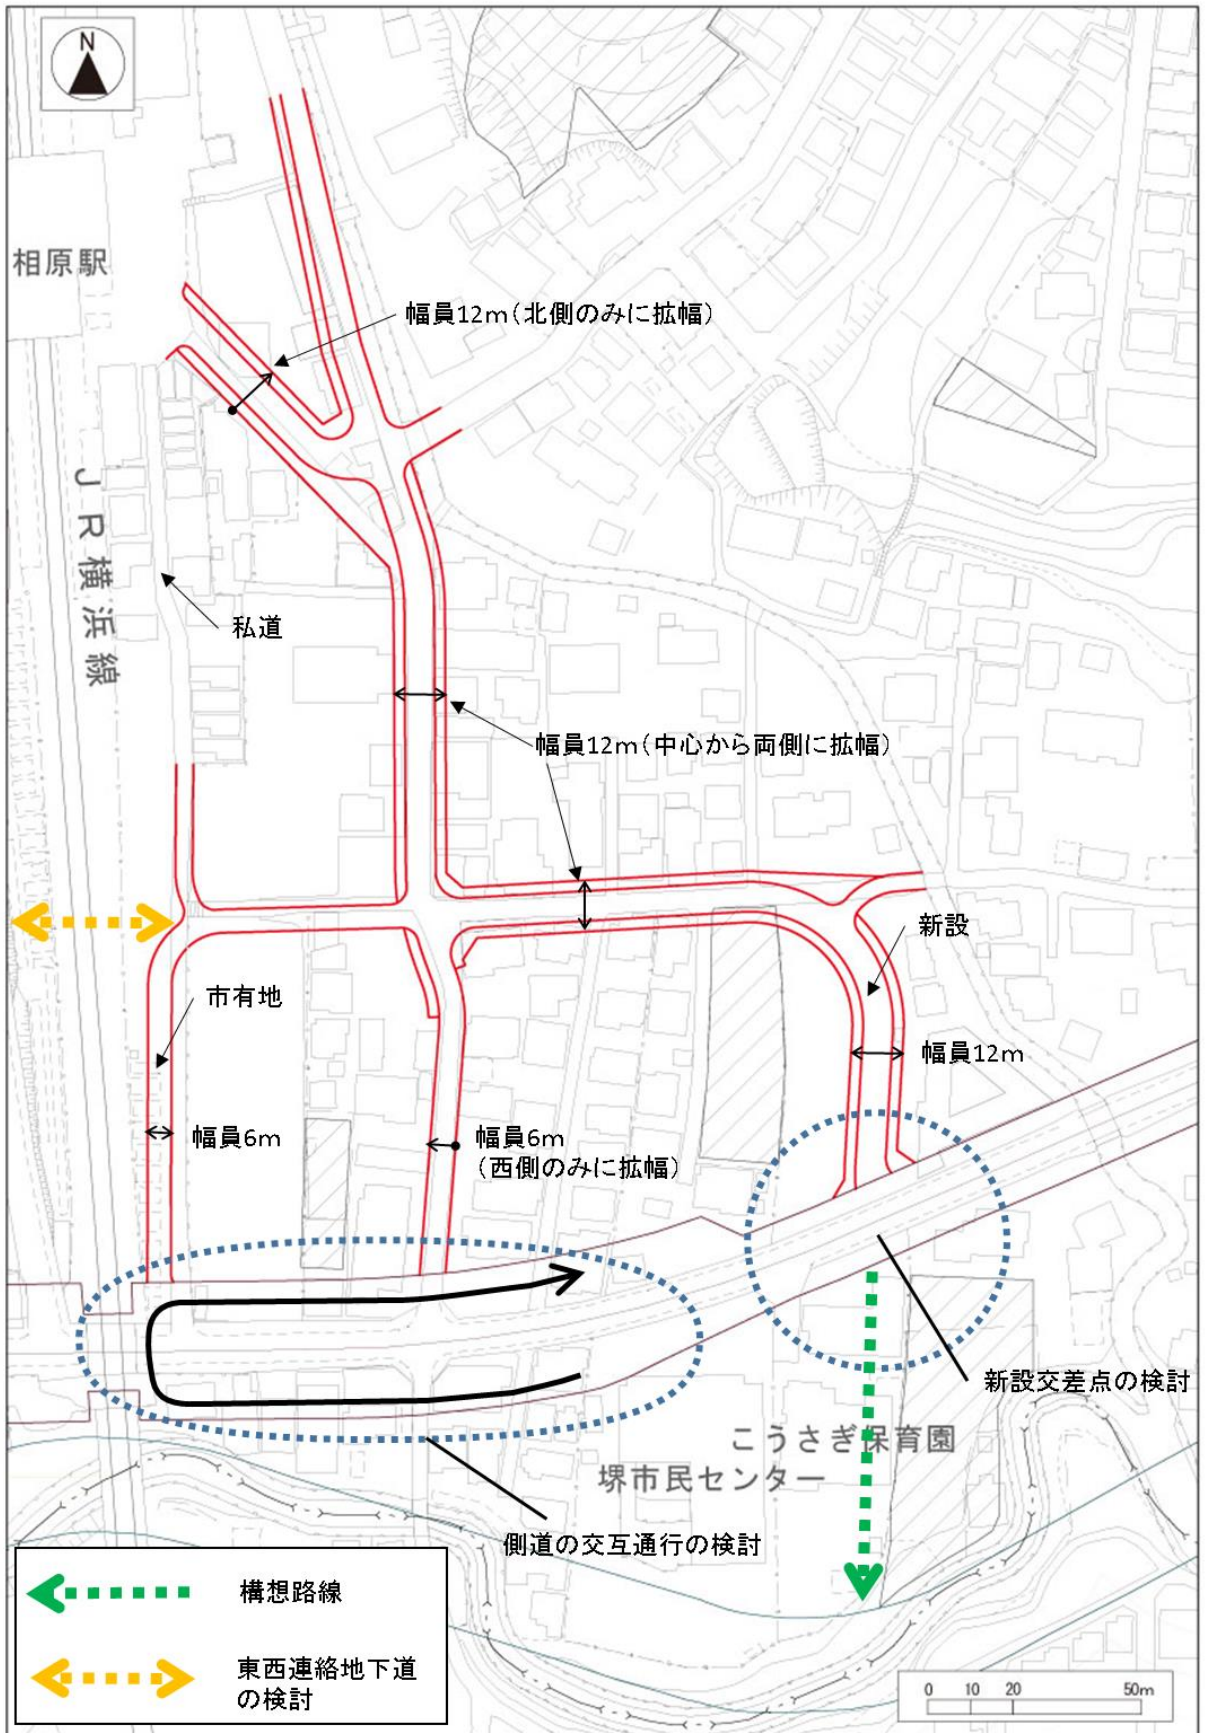 N
相原駅
幅員12m(北側のみに拡幅)
JR横浜線
私道
幅員12m(中心から両側に拡幅)
新設
市有地
幅員12m
幅員6m
幅員6m
(西側のみに拡幅)
新設交差点の検討
こうさぎ保育園
堺市民センター
側道の交互通行の検討
構想路線
東西連絡地下道
の検討
0 10 20 50m